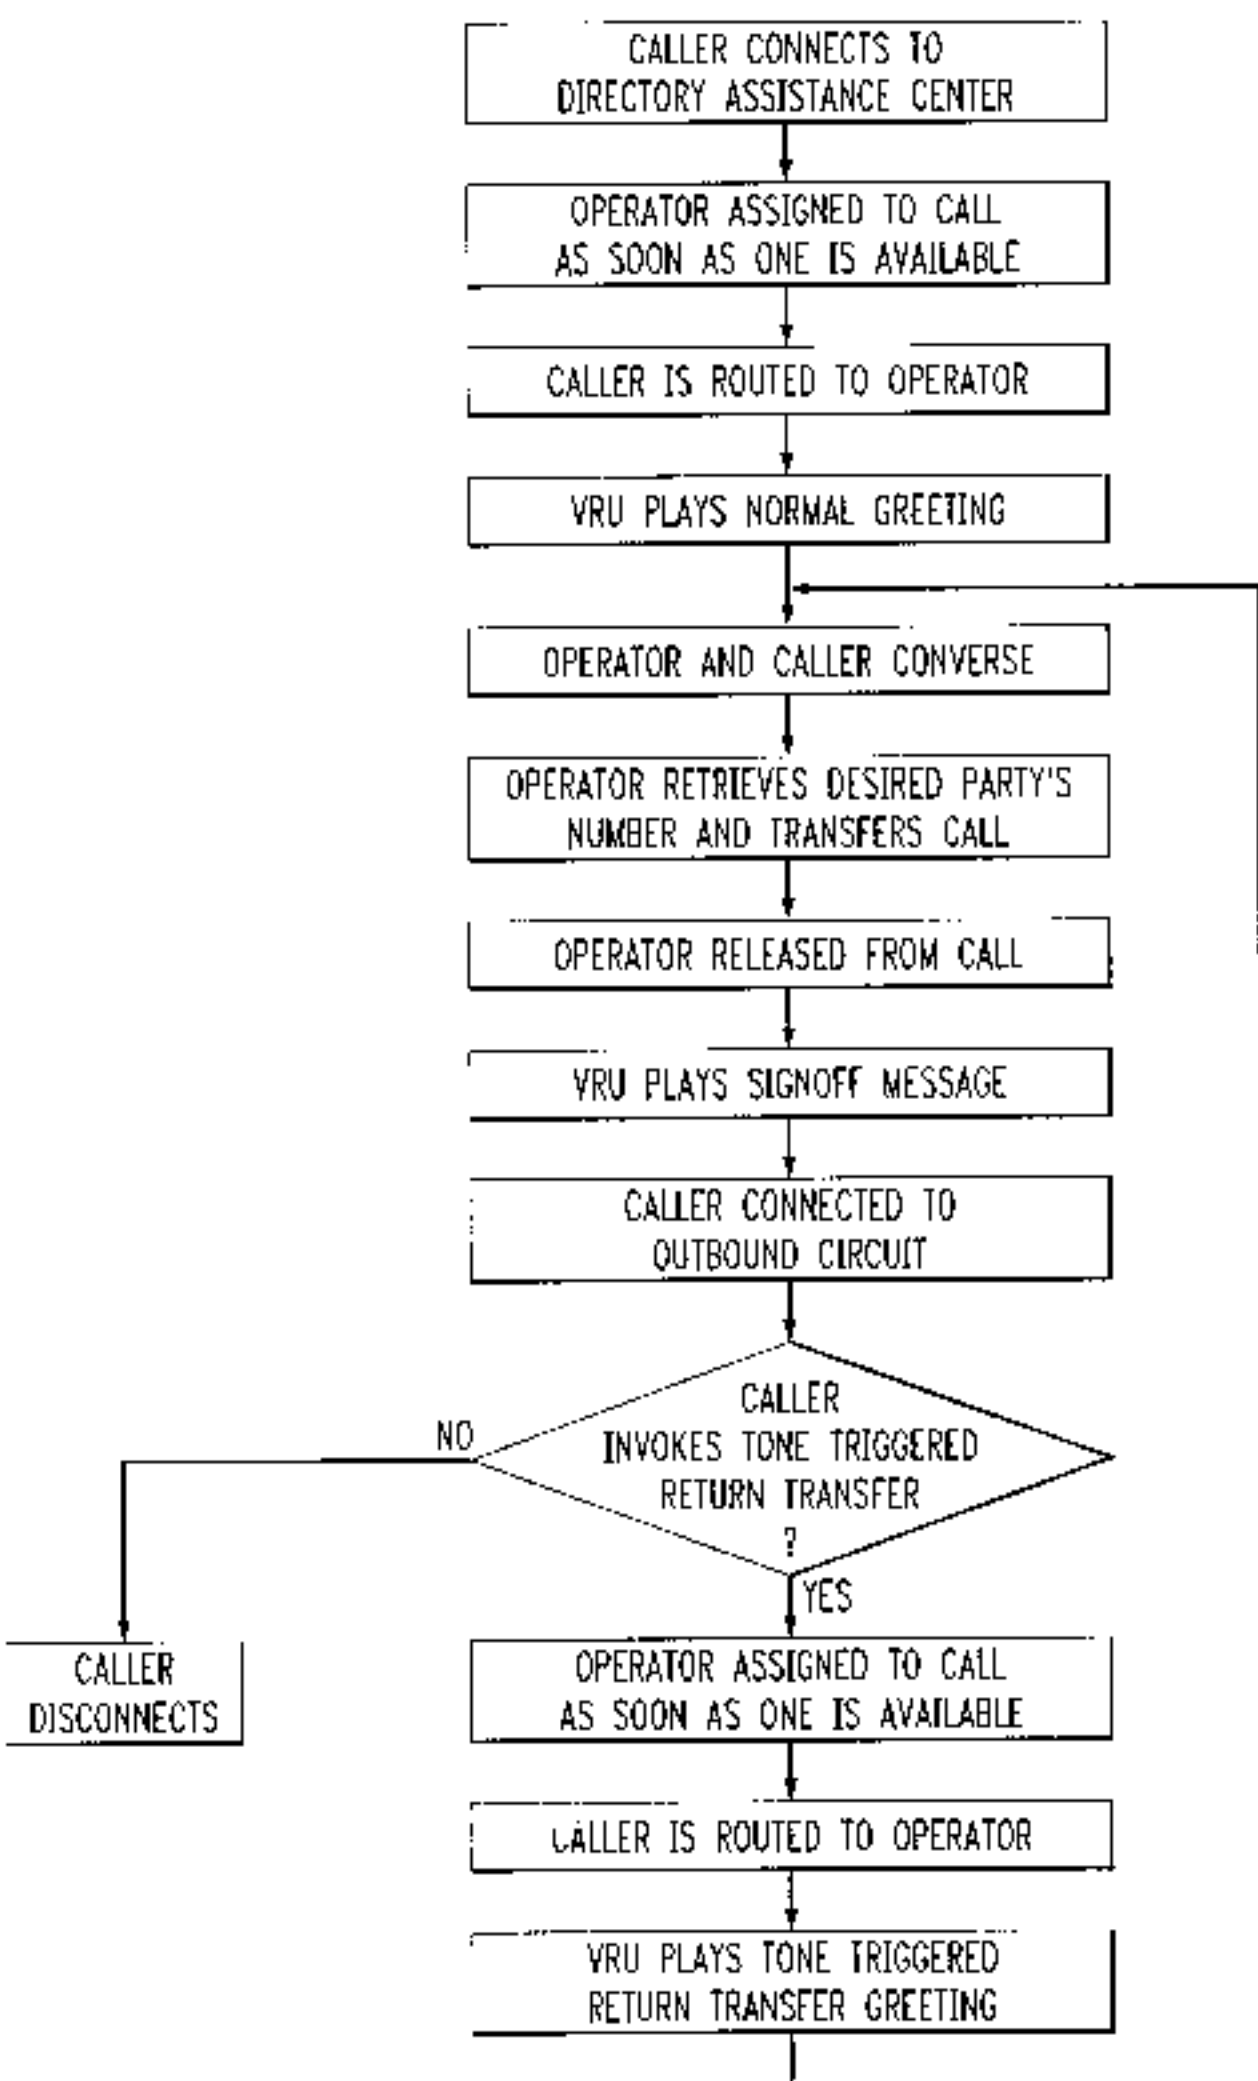 CALLER CONNECTS TO
DIRECTORY ASSISTANCE CENTER
OPERATOR ASSIGNED TO CALL
AS SOON AS ONE IS AVAILABLE
CALLER IS ROUTED TO OPERATOR
VRU PLAYS NORMAL GREETING
OPERATOR AND CALLER CONVERSE
OPERATOR RETRIEVES DESIRED PARTY'S
NUMBER AND TRANSFERS CALL
OPERATOR RELEASED FROM CALL
VRU PLAYS SIGNOFF MESSAGE
CALLER CONNECTED TO
OUTBOUND CIRCUIT
CALLER
INVOKES TONE TRIGGERED
RETURN TRANSFER
?
NO
YES
CALLER
DISCONNECTS
OPERATOR ASSIGNED TO CALL
AS SOON AS ONE IS AVAILABLE
CALLER IS ROUTED TO OPERATOR
VRU PLAYS TONE TRIGGERED
RETURN TRANSFER GREETING